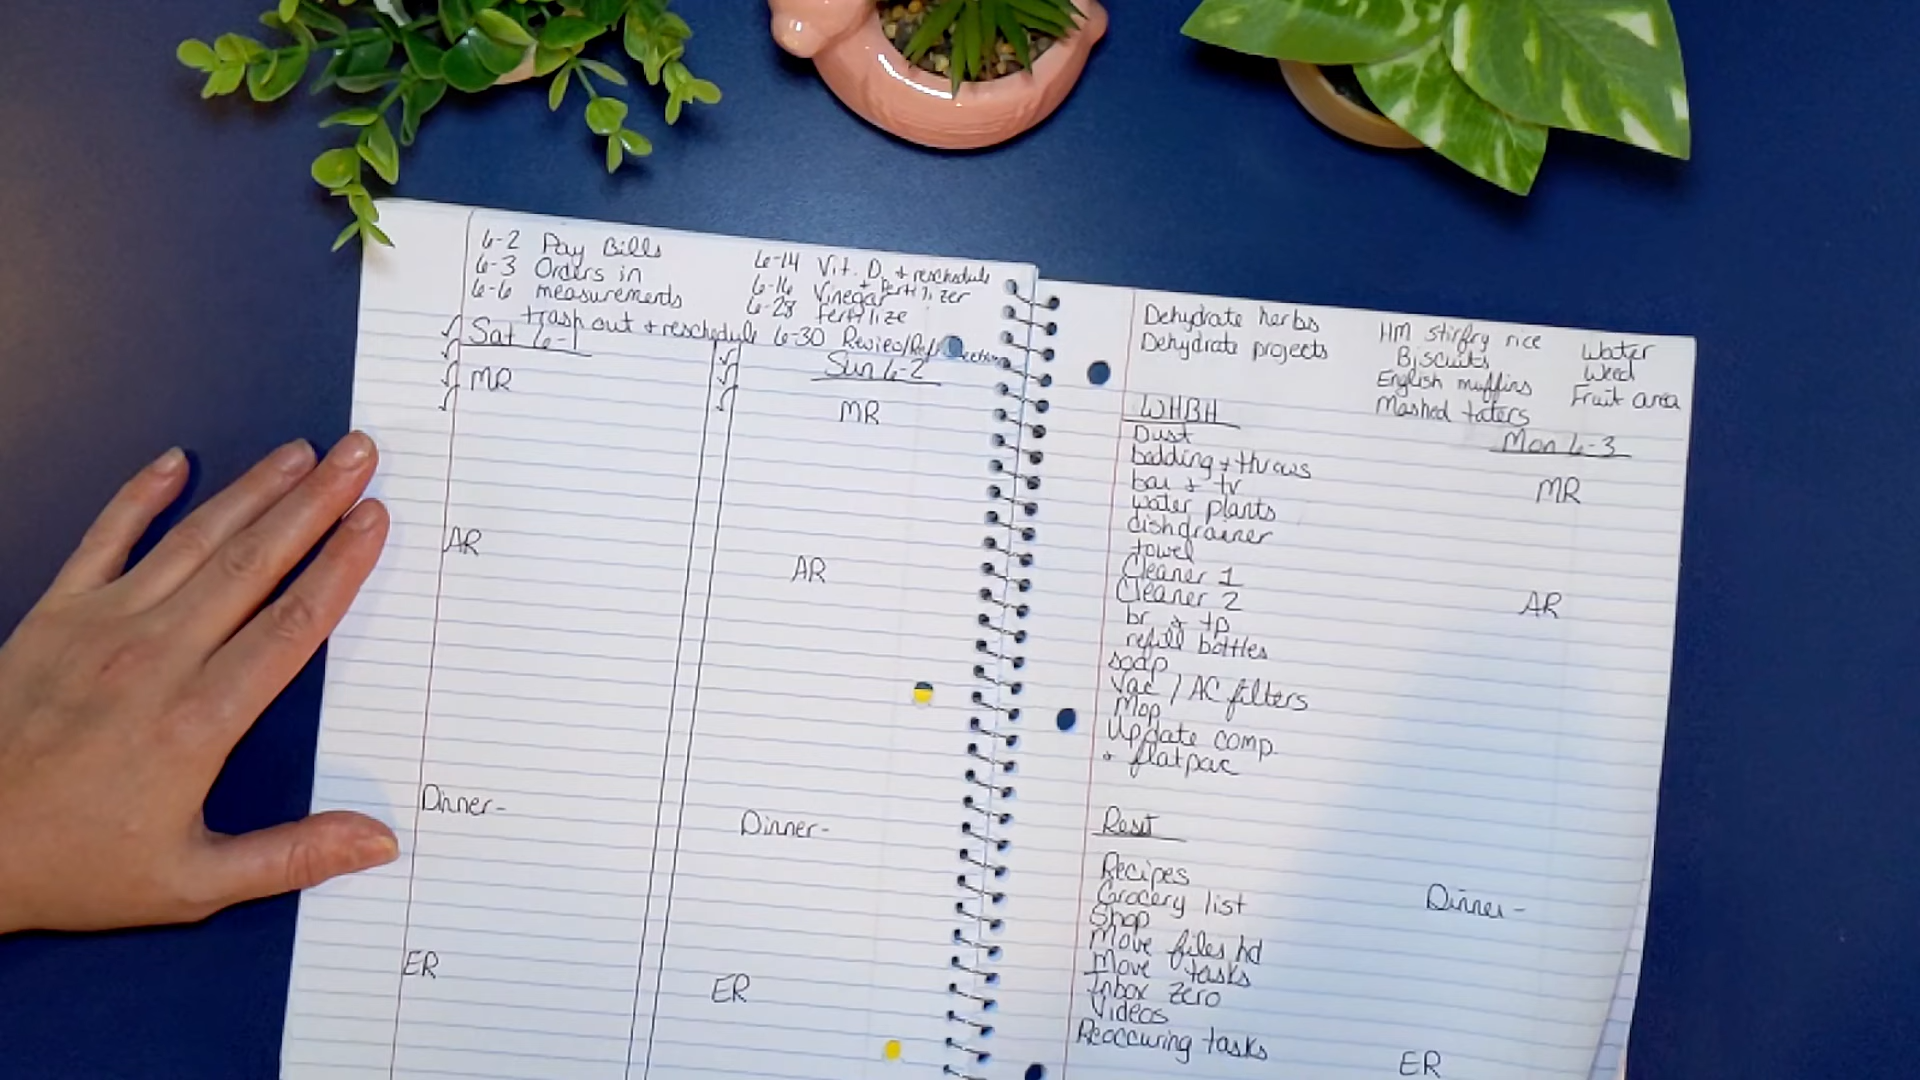 6-2 Pay Bills
6-3 Orders in
6-6 measurements
trash out + reschedule
6-14 Vit. D + reschedule
6-16 Vinegar + fertilizer
6-28 fertilize
6-30 Review/Reflection
Sat 6-1
MR
AR
Dinner-
ER
Sun 6-2
MR
AR
Dinner-
ER
Dehydrate herbs
Dehydrate projects
HM stirfry rice
Biscuits
English muffins
Mashed taters
Water
Weed
Fruit area
WHBH
Dust
bedding + throws
bar + tv
water plants
dishdrainer
towel
Cleaner 1
Cleaner 2
br + tp
refill bottles
soap
Vac / AC filters
Mop
Update comp.
+ flatpac
Reset
Recipes
Grocery list
Shop
Move files hd
Move tasks
Inbox zero
Videos
Reoccuring tasks
Mon 6-3
MR
AR
Dinner-
ER